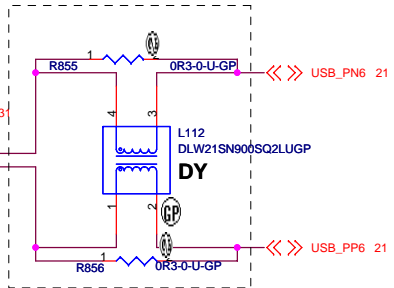 1
R855
0R3-0-U-GP
USB_PN6 21
31
4
3
L112
DLW21SN900SQ2LUGP
DY
1
2
GP
USB_PP6 21
1
R856
0R3-0-U-GP